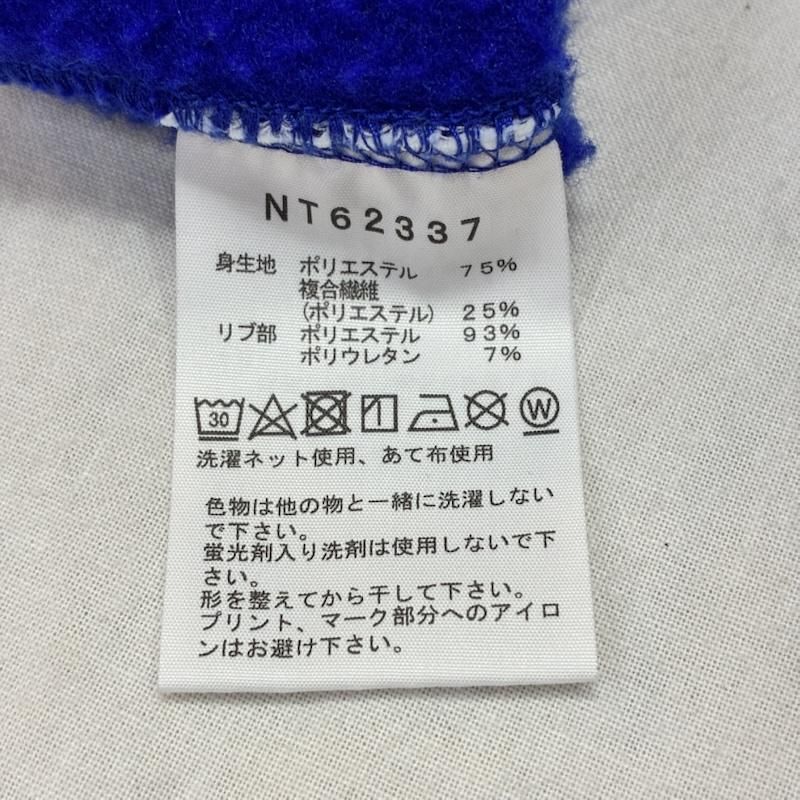 NT62337
身生地 ポリエステル 75%
複合繊維
(ポリエステル) 25%
リブ部 ポリエステル 93%
ポリウレタン 7%
30 W
洗濯ネット使用、あて布使用
色物は他の物と一緒に洗濯しない
で下さい。
蛍光剤入り洗剤は使用しないで下
さい。
形を整えてから干して下さい。
プリント、マーク部分へのアイロ
ンはお避け下さい。